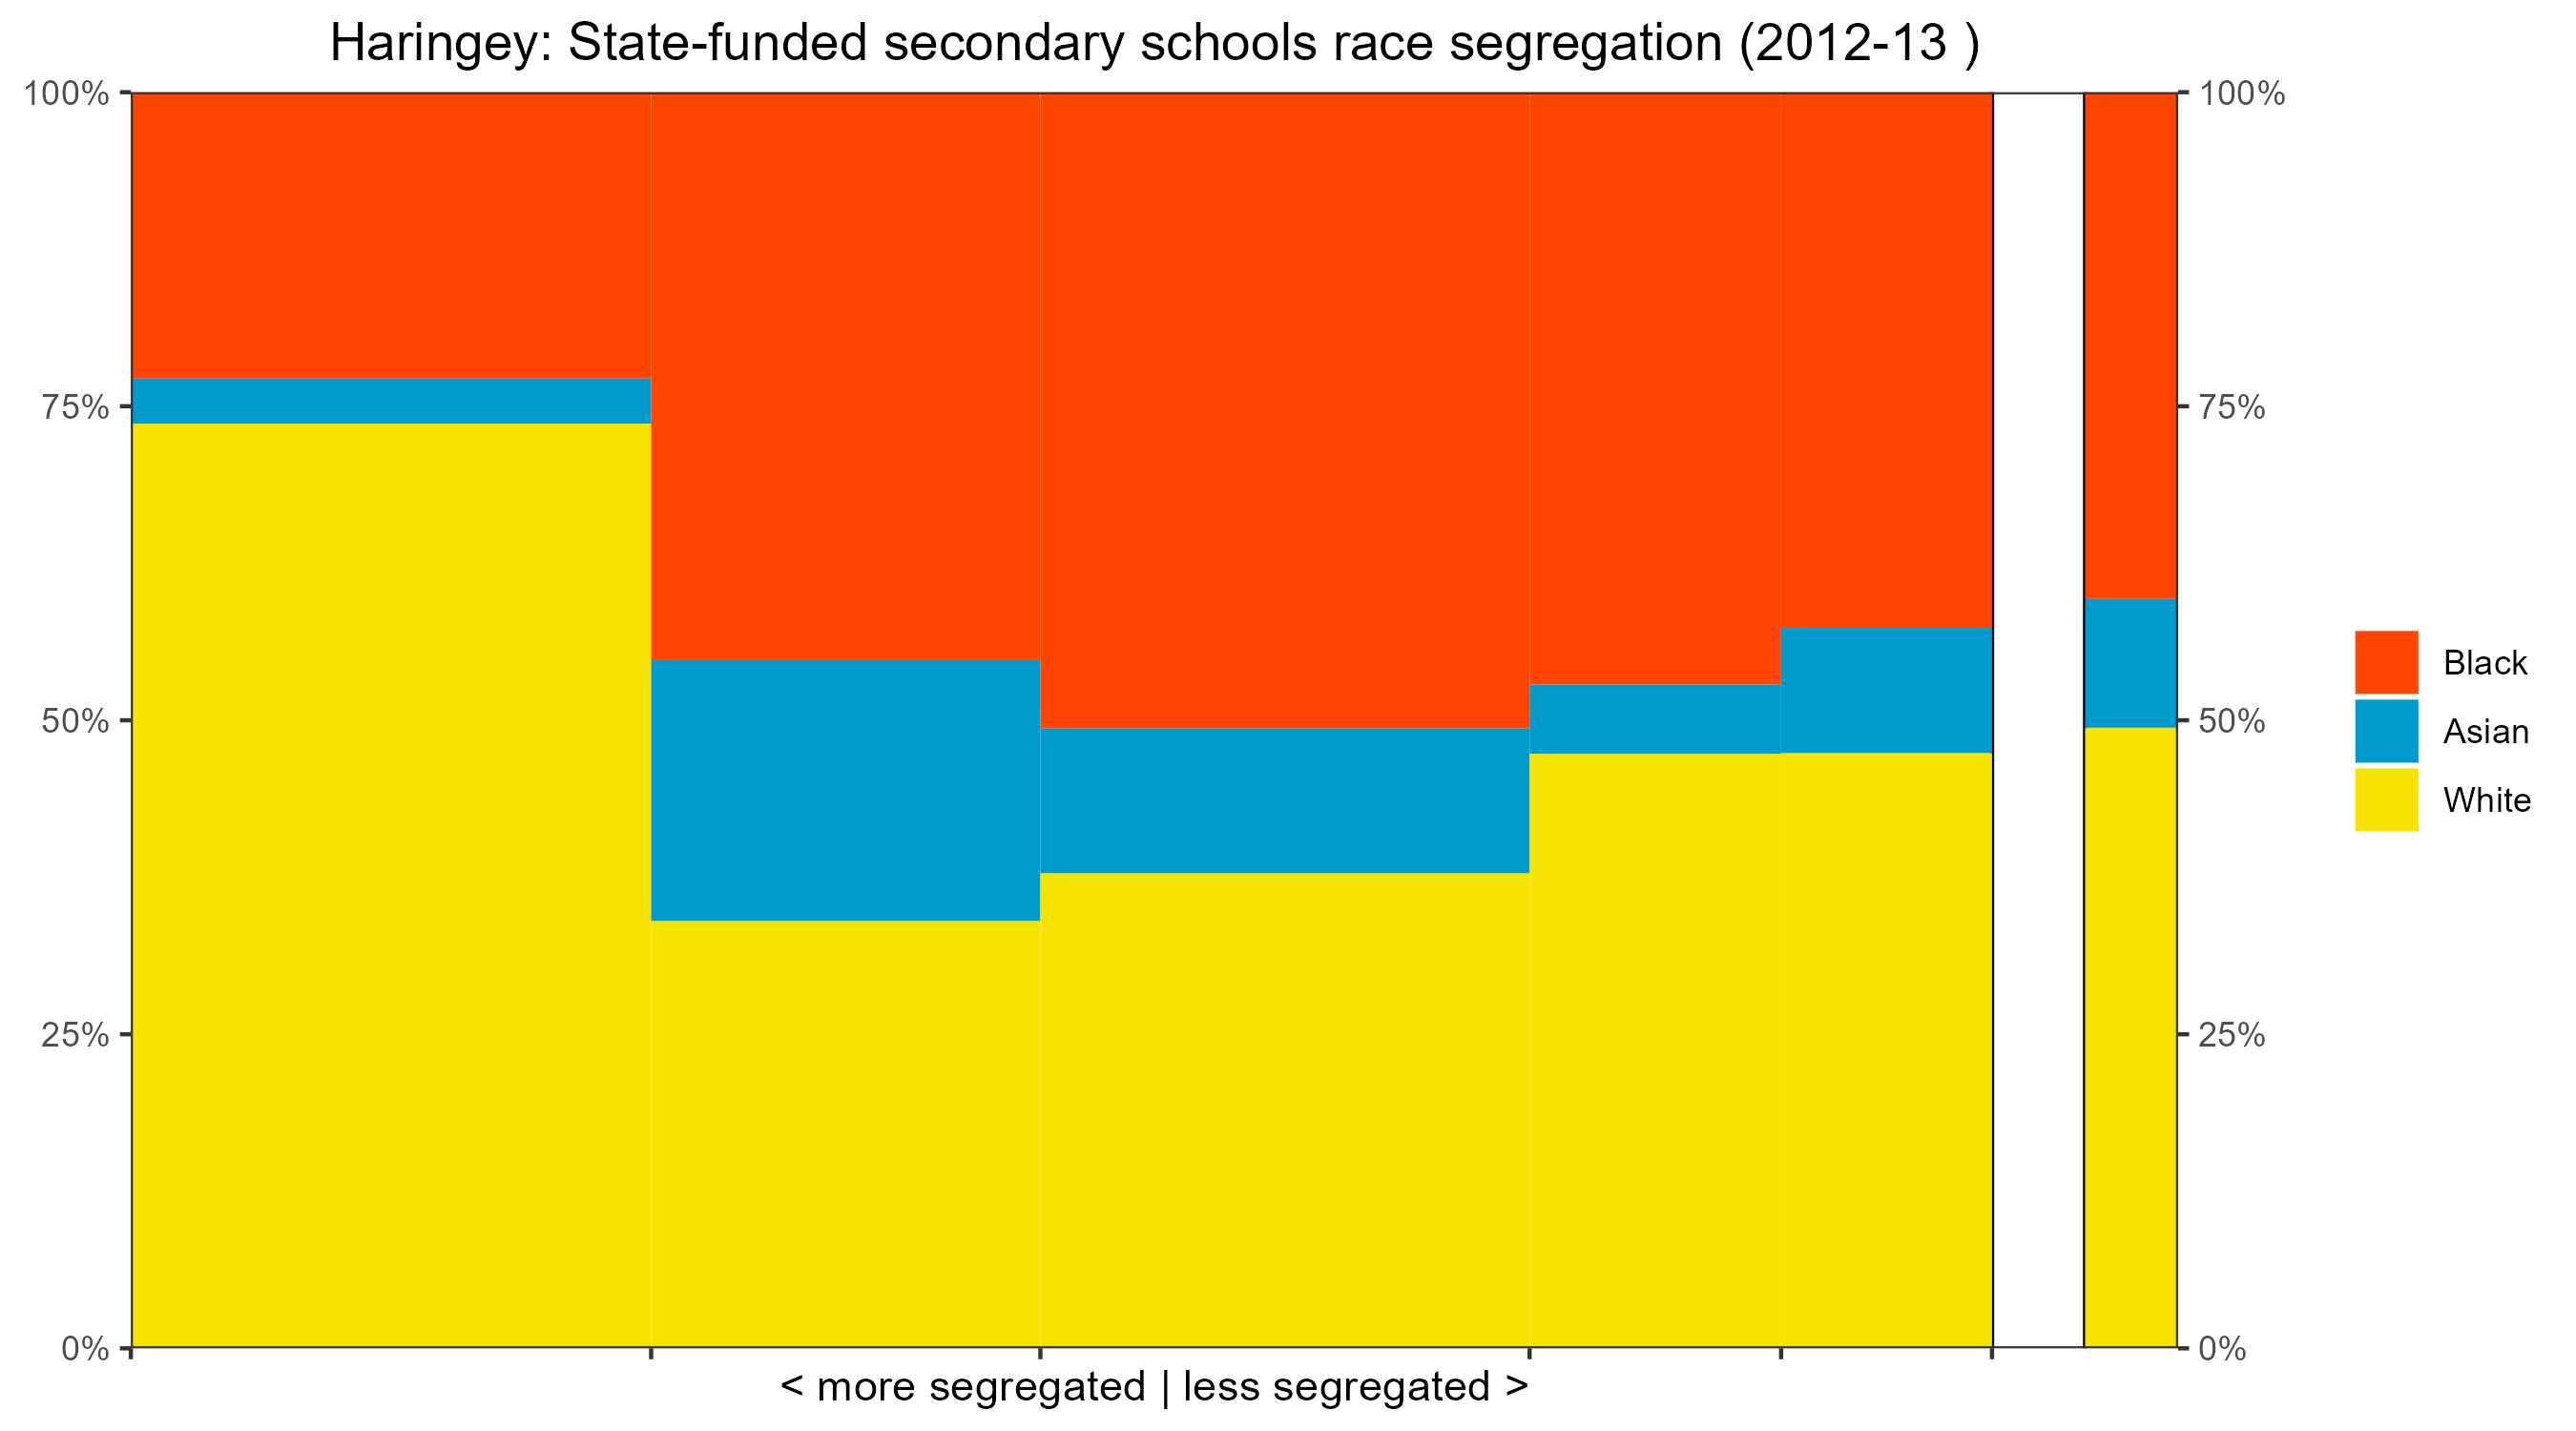 Haringey: State-funded secondary schools race segregation (2012-13 )
100%
75%
50%
25%
0%
100%
75%
50%
25%
0%
Black
Asian
White
< more segregated | less segregated >